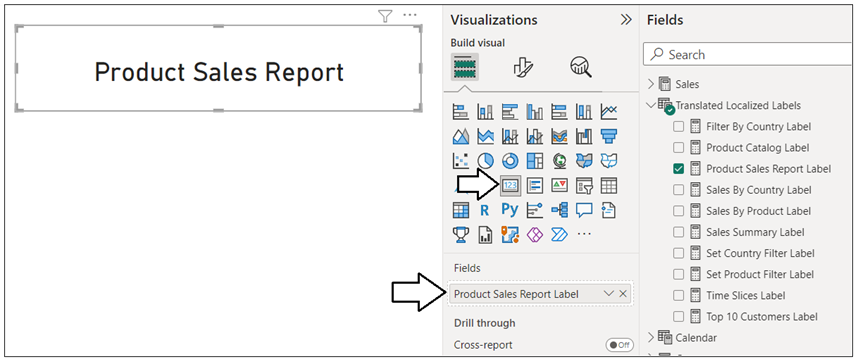 Product Sales Report
Visualizations
Build visual
123
R
Py
Fields
Product Sales Report Label
Drill through
Cross-report
Off
Fields
Search
Sales
Translated Localized Labels
Filter By Country Label
Product Catalog Label
Product Sales Report Label
Sales By Country Label
Sales By Product Label
Sales Summary Label
Set Country Filter Label
Set Product Filter Label
Time Slices Label
Top 10 Customers Label
Calendar